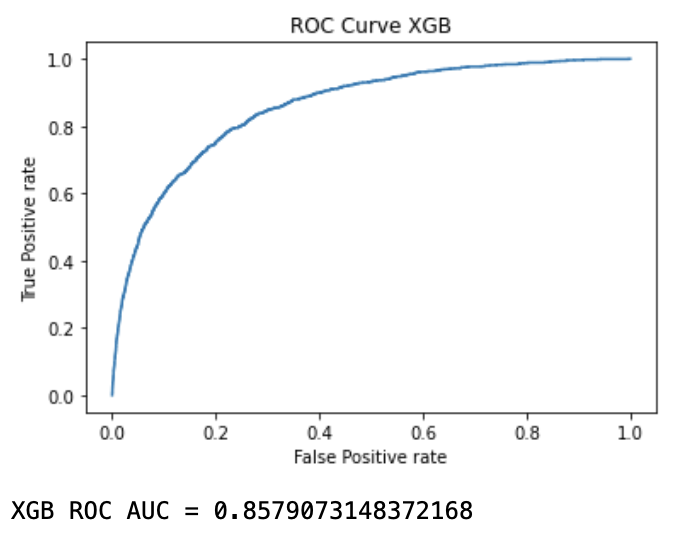 ROC Curve XGB
1.0
0.8
0.6
0.4
0.2
0.0
True Positive rate
0.0 0.2 0.4 0.6 0.8 1.0
False Positive rate
XGB ROC AUC = 0.8579073148372168